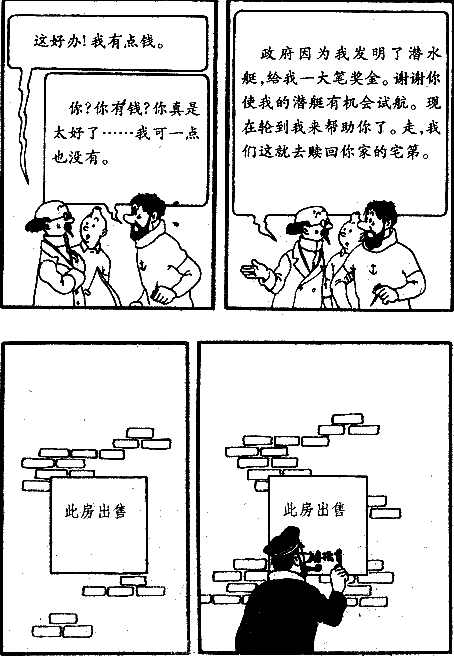 这好办!我有点钱。
你?你有钱?你真是
太好了……我可一点
也没有。
政府因为我发明了潜水
艇,给我一大笔奖金。谢谢你
使我的潜艇有机会试航。现
在轮到我来帮助你了。走,我
们这就去赎回你家的宅第。
此房出售
此房出售